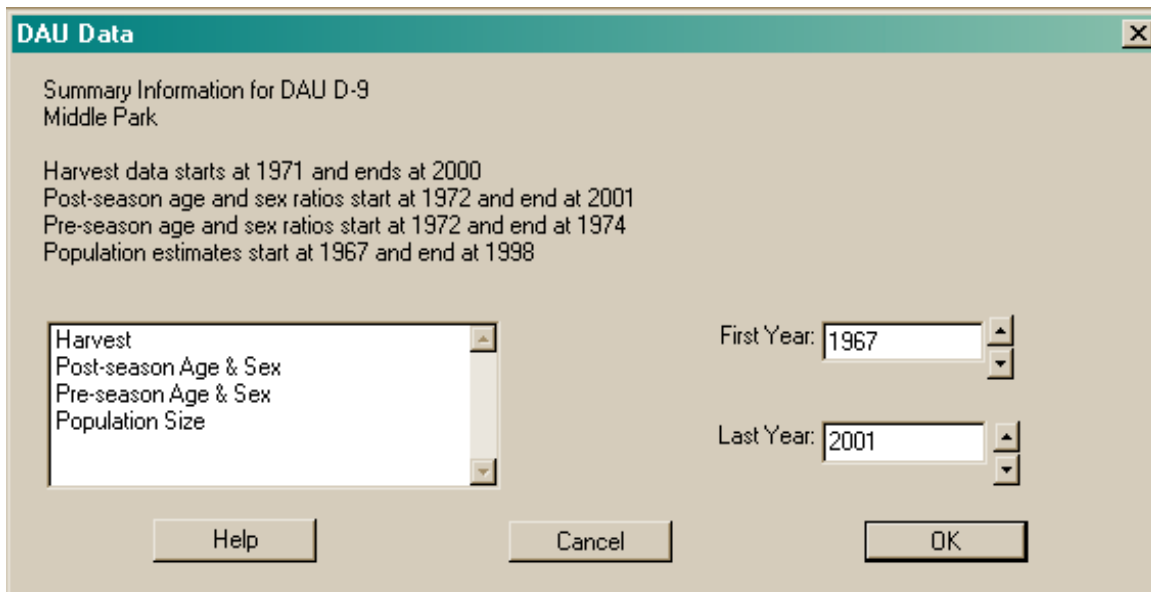 DAU Data
Summary Information for DAU D-9
Middle Park
Harvest data starts at 1971 and ends at 2000
Post-season age and sex ratios start at 1972 and end at 2001
Pre-season age and sex ratios start at 1972 and end at 1974
Population estimates start at 1967 and end at 1998
Harvest
Post-season Age & Sex
Pre-season Age & Sex
Population Size
First Year: 1967
Last Year: 2001
Help Cancel OK